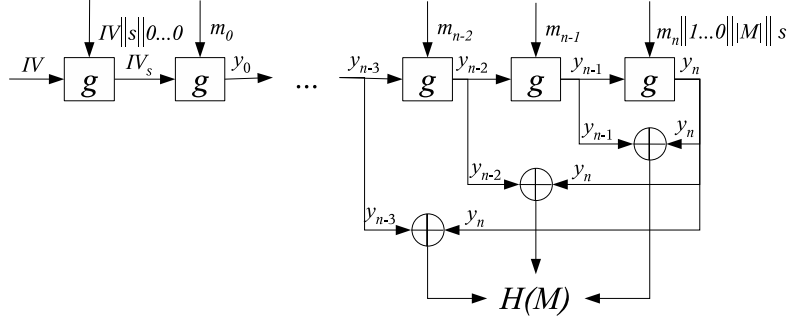 IV||s||0...0
m₀
mₙ₋₂
mₙ₋₁
mₙ||1...0|||M||| s
IV
g
IVₛ
g
y₀
...
yₙ₋₃
g
yₙ₋₂
g
yₙ₋₁
g
yₙ
yₙ₋₁
yₙ
yₙ₋₂
yₙ
yₙ₋₃
yₙ
H(M)